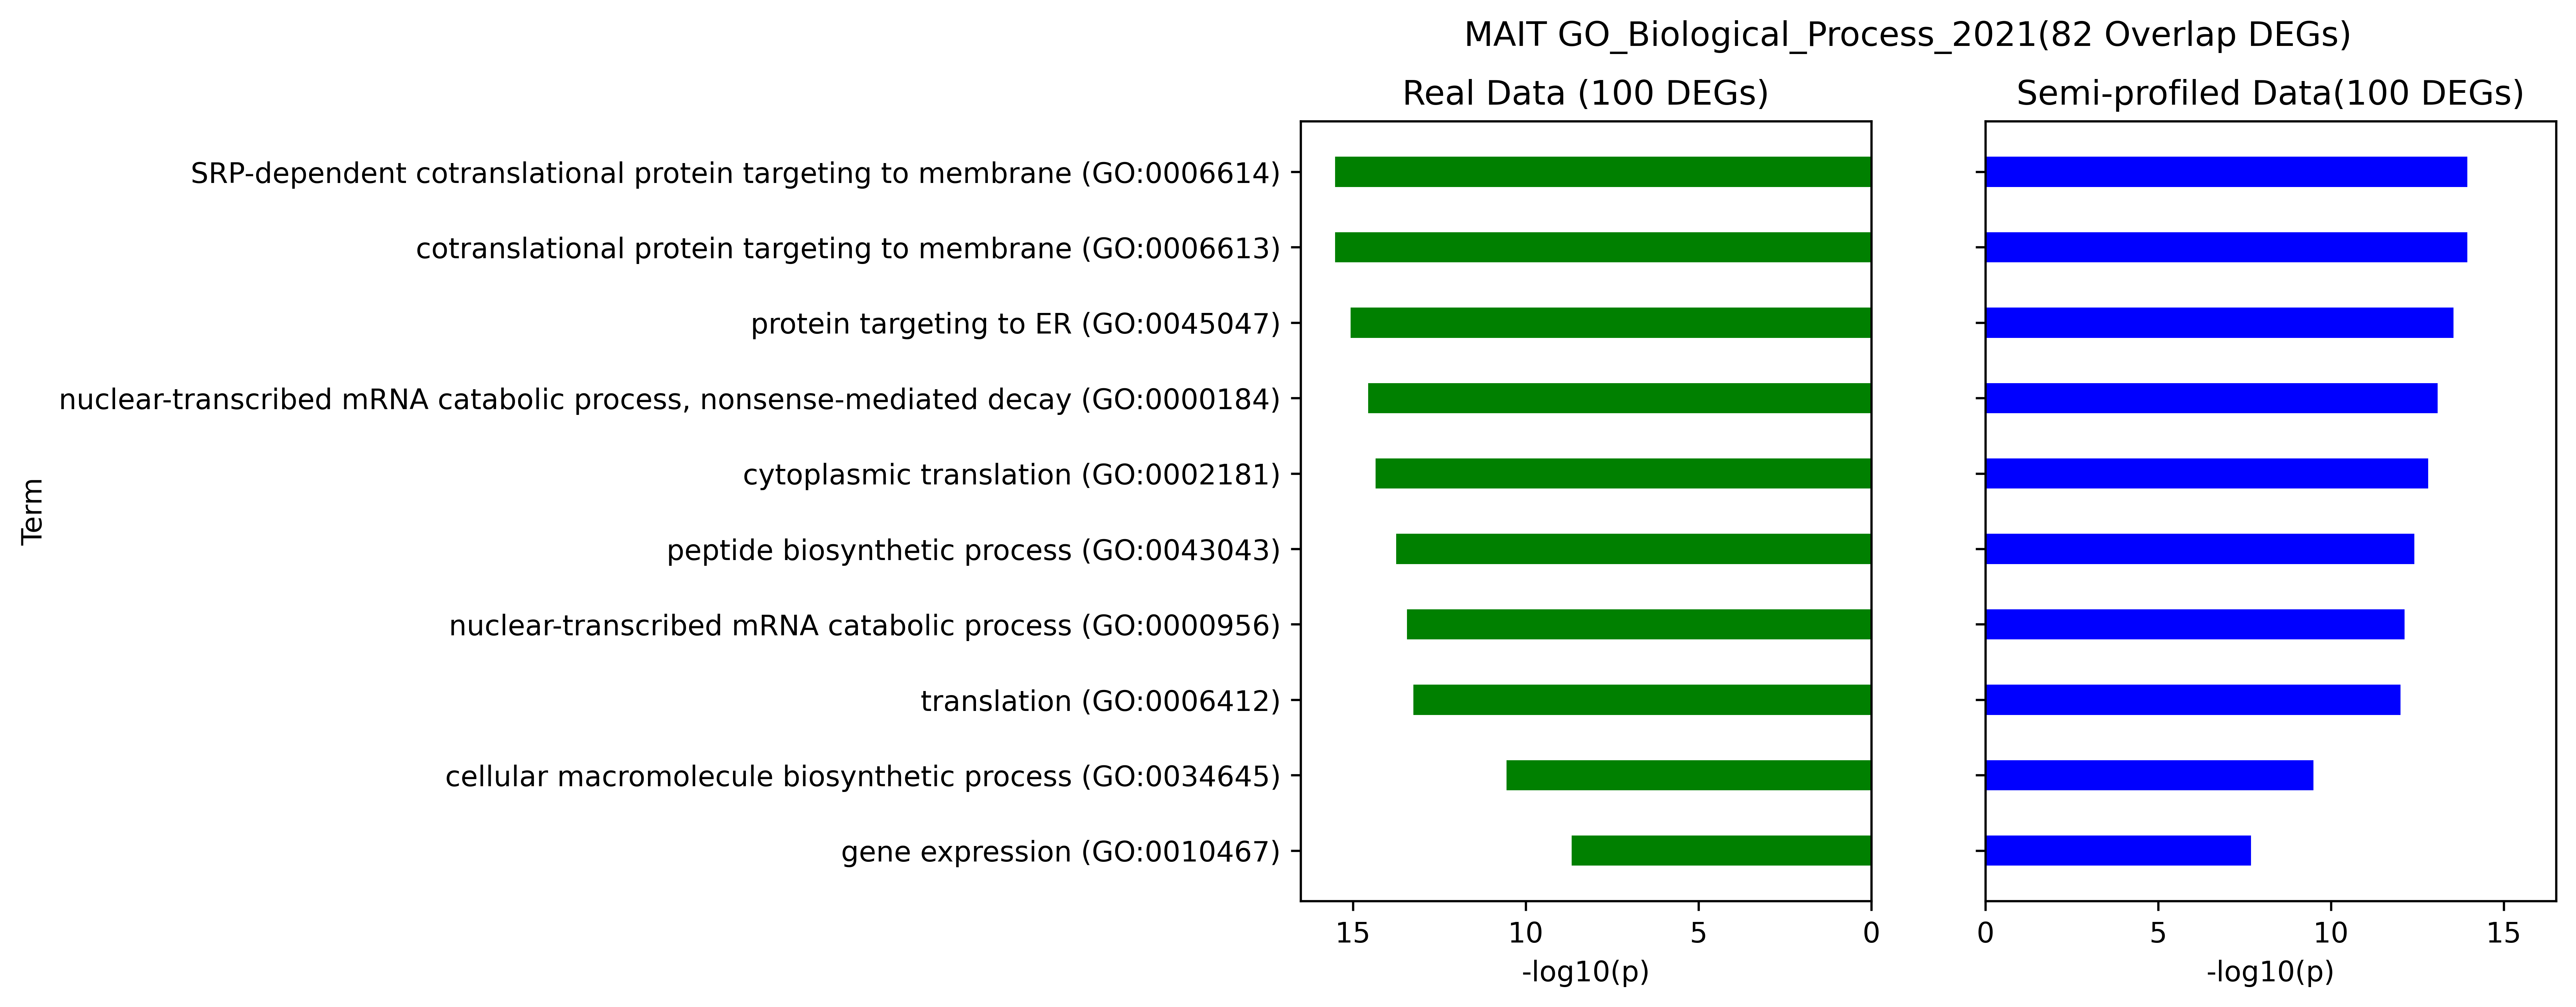 MAIT GO_Biological_Process_2021(82 Overlap DEGs)
Real Data (100 DEGs)
Semi-profiled Data(100 DEGs)
Term
SRP-dependent cotranslational protein targeting to membrane (GO:0006614)
cotranslational protein targeting to membrane (GO:0006613)
protein targeting to ER (GO:0045047)
nuclear-transcribed mRNA catabolic process, nonsense-mediated decay (GO:0000184)
cytoplasmic translation (GO:0002181)
peptide biosynthetic process (GO:0043043)
nuclear-transcribed mRNA catabolic process (GO:0000956)
translation (GO:0006412)
cellular macromolecule biosynthetic process (GO:0034645)
gene expression (GO:0010467)
15 10 5 0
0 5 10 15
-log10(p)
-log10(p)